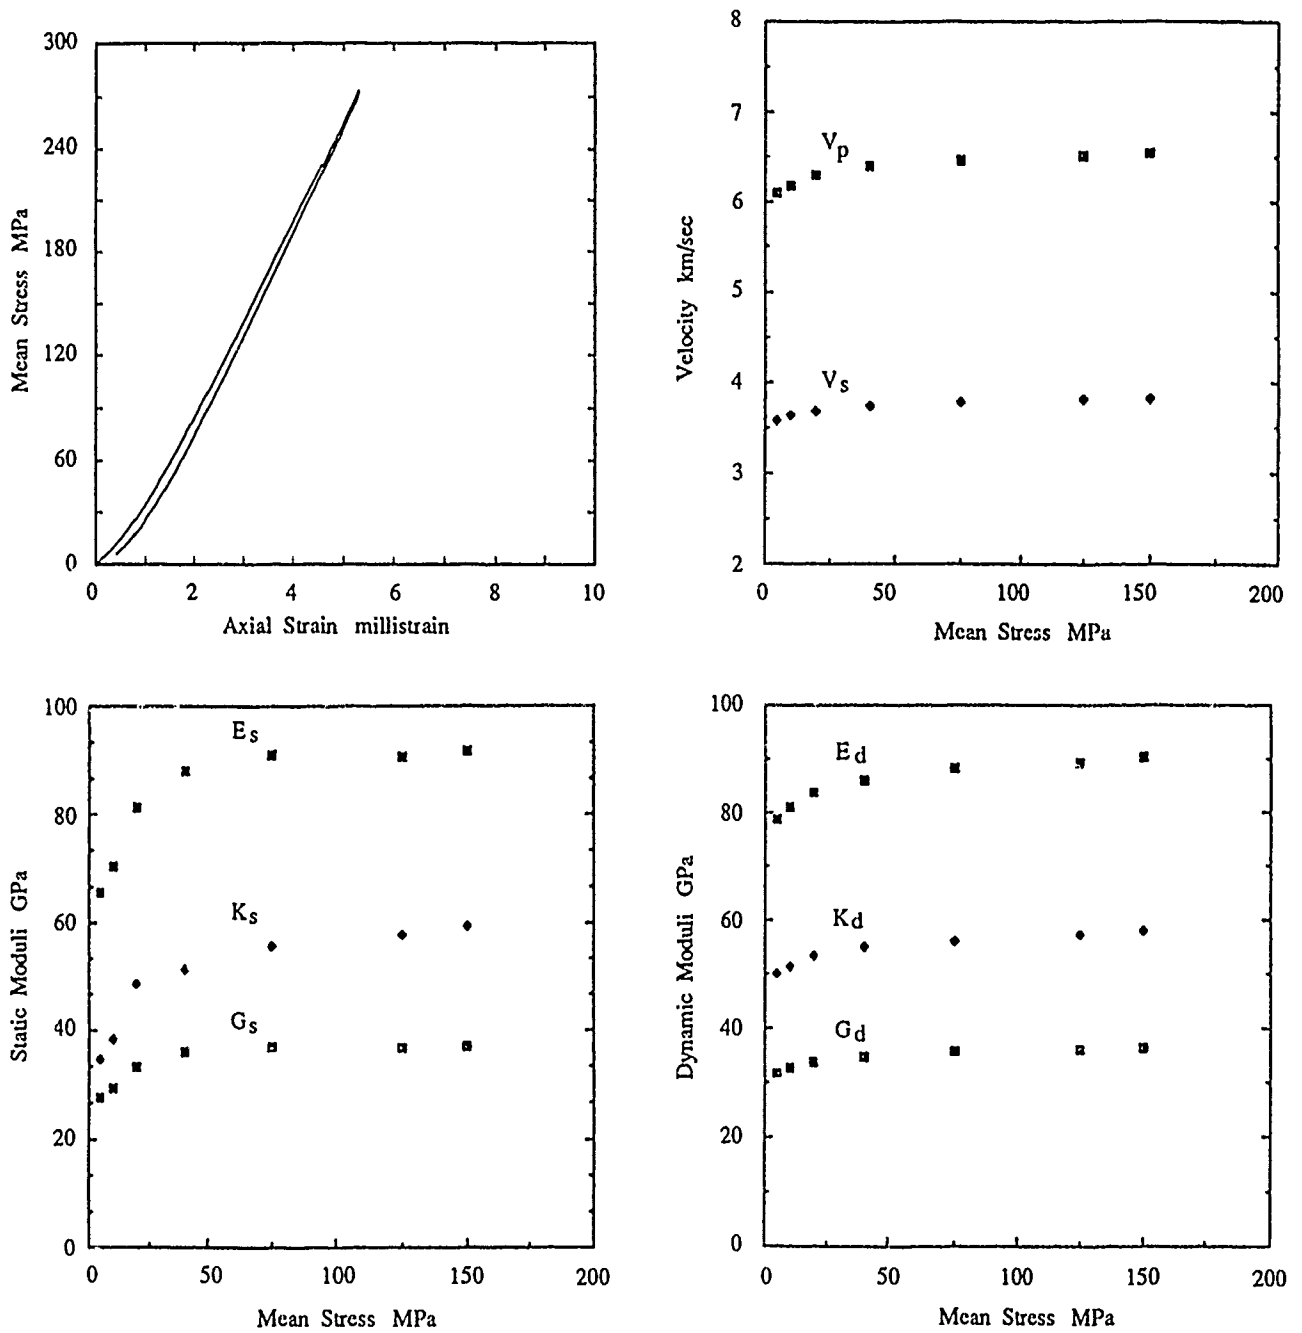 300
240
180
120
60
0
Mean Stress MPa
0 2 4 6 8 10
Axial Strain millistrain
8
7
6
5
4
3
2
Velocity km/sec
Vp
Vs
0 50 100 150 200
Mean Stress MPa
100
80
60
40
20
0
Static Moduli GPa
Es
Ks
Gs
0 50 100 150 200
Mean Stress MPa
100
80
60
40
20
0
Dynamic Moduli GPa
Ed
Kd
Gd
0 50 100 150 200
Mean Stress MPa